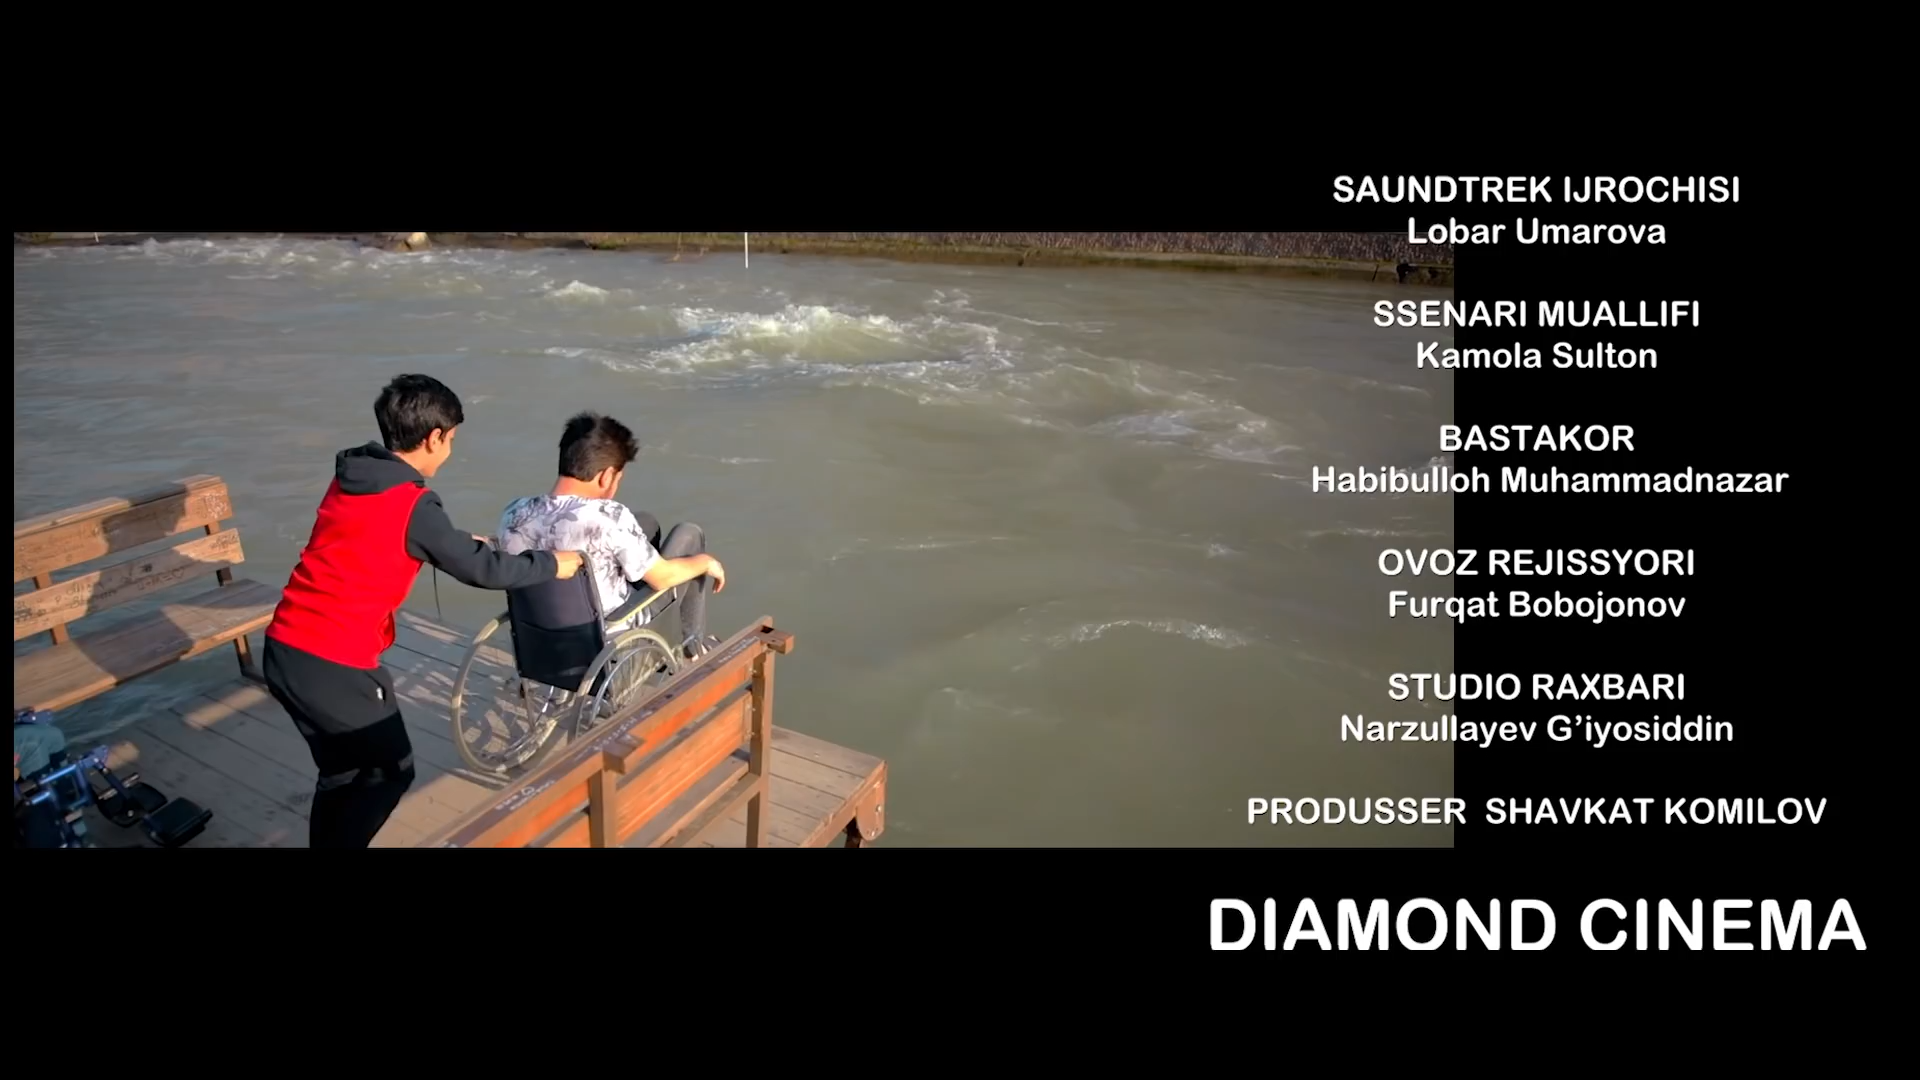 SAUNDTREK IJROCHISI
Lobar Umarova
SSENARI MUALLIFI
Kamola Sulton
BASTAKOR
Habibulloh Muhammadnazar
OVOZ REJISSYORI
Furqat Bobojonov
STUDIO RAXBARI
Narzullayev G’iyosiddin
PRODUSSER SHAVKAT KOMILOV
DIAMOND CINEMA